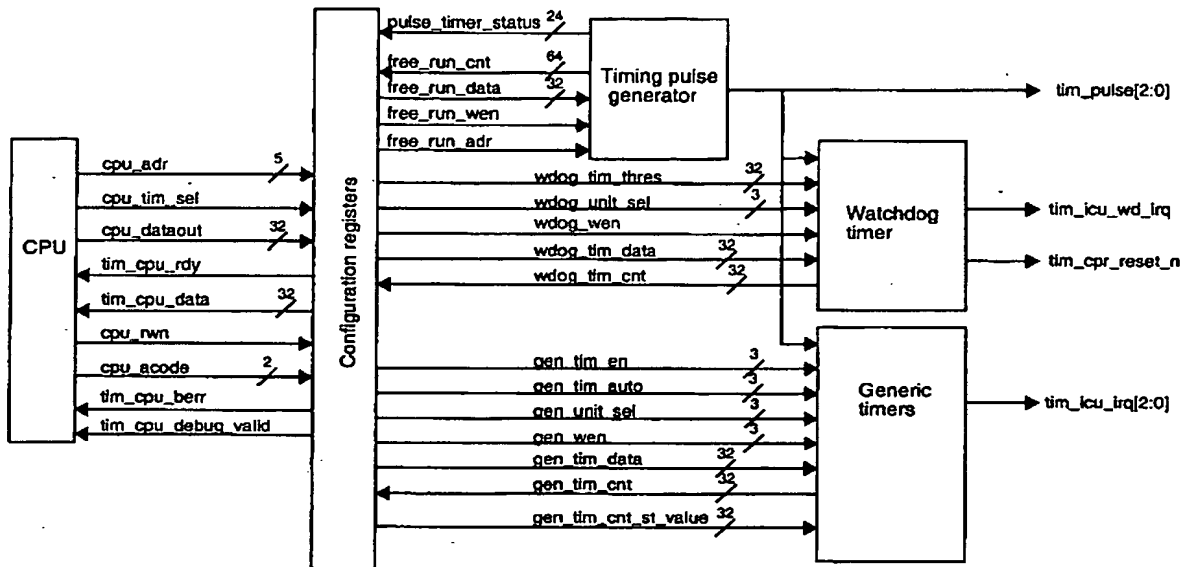 CPU
cpu_adr 5
cpu_tim_sel
cpu_dataout 32
tim_cpu_rdy
tim_cpu_data 32
cpu_rwn
cpu_acode 2
tim_cpu_berr
tim_cpu_debug_valid
Configuration registers
pulse_timer_status 24
free_run_cnt 64
free_run_data 32
free_run_wen
free_run_adr
Timing pulse
generator
tim_pulse[2:0]
wdog_tim_thres 32
wdog_unit_sel 3
wdog_wen
wdog_tim_data 32
wdog_tim_cnt 32
Watchdog
timer
tim_icu_wd_irq
tim_cpr_reset_n
gen_tim_en 3
gen_tim_auto 3
gen_unit_sel 3
gen_wen 3
gen_tim_data 32
gen_tim_cnt 32
gen_tim_cnt_st_value 32
Generic
timers
tim_icu_irq[2:0]